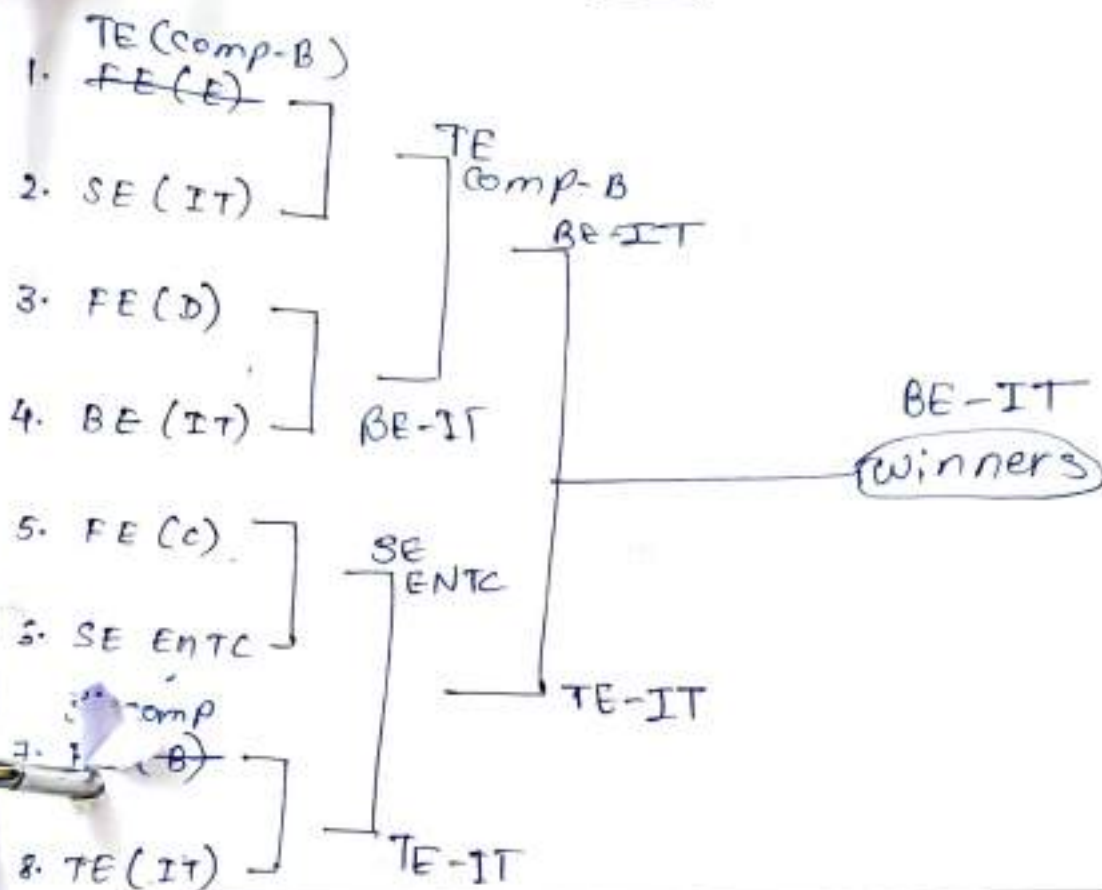 TE (Comp-B)
1. FE(E)
2. SE (IT)
3. FE (D)
4. BE (IT)
5. FE (C)
6. SE ENTC
comp
7. (B)
8. TE (IT)
TE
Comp-B
BE-IT
SE
ENTC
TE-IT
BE-IT
TE-IT
BE-IT
winners